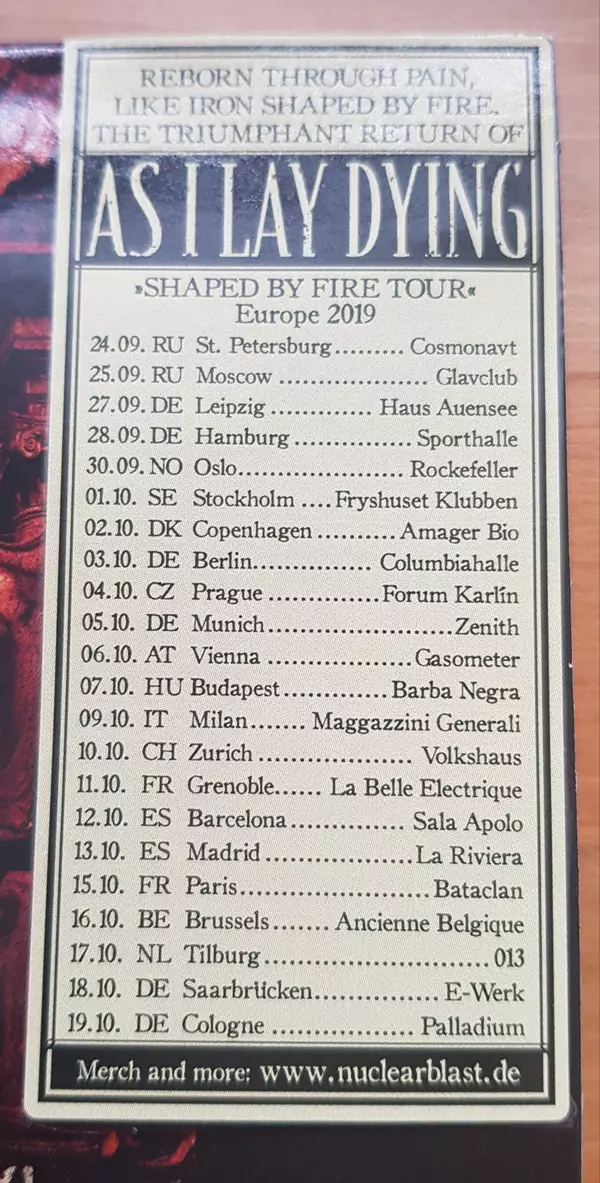 REBORN THROUGH PAIN,
LIKE IRON SHAPED BY FIRE.
THE TRIUMPHANT RETURN OF
AS I LAY DYING
»SHAPED BY FIRE TOUR«
Europe 2019
24.09. RU St. Petersburg......... Cosmonavt
25.09. RU Moscow .................. Glavclub
27.09. DE Leipzig ............. Haus Auensee
28.09. DE Hamburg............... Sporthalle
30.09. NO Oslo..................... Rockefeller
01.10. SE Stockholm ....Fryshuset Klubben
02.10. DK Copenhagen .......... Amager Bio
03.10. DE Berlin................ Columbiahalle
04.10. CZ Prague ..............Forum Karlín
05.10. DE Munich.......................Zenith
06.10. AT Vienna ..................Gasometer
07.10. HU Budapest............. Barba Negra
09.10. IT Milan....... Maggazzini Generali
10.10. CH Zurich .................... Volkshaus
11.10. FR Grenoble...... La Belle Electrique
12.10. ES Barcelona............... Sala Apolo
13.10. ES Madrid...................La Riviera
15.10. FR Paris.........................Bataclan
16.10. BE Brussels....... Ancienne Belgique
17.10. NL Tilburg............................. 013
18.10. DE Saarbrücken................ E-Werk
19.10. DE Cologne .................. Palladium
Merch and more: www.nuclearblast.de